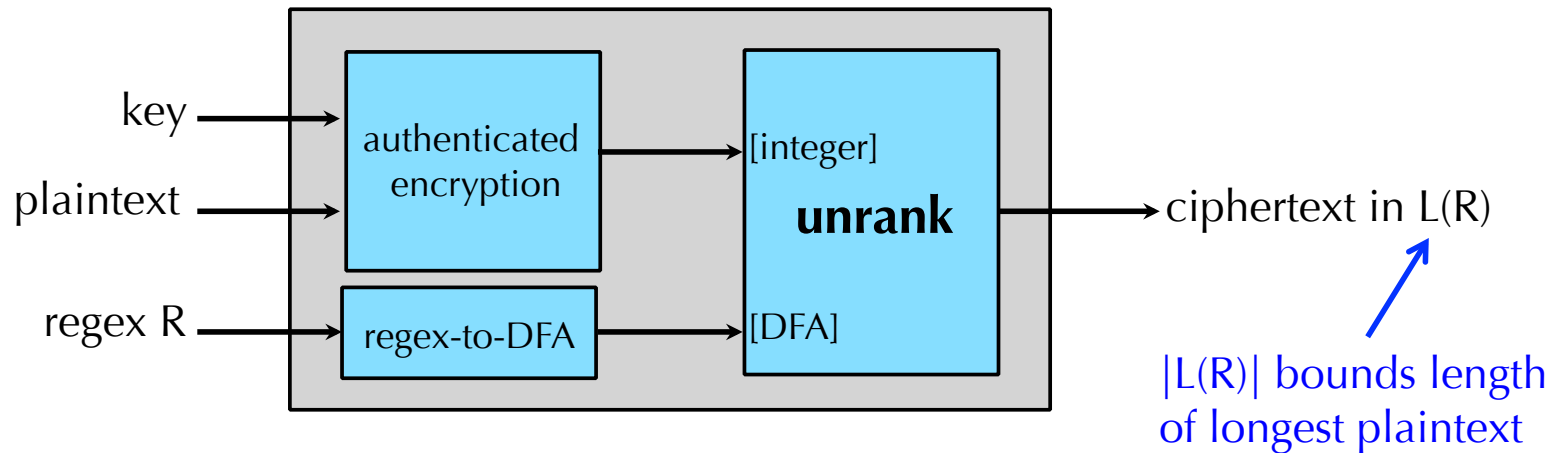 key
plaintext
regex R
authenticated
encryption
regex-to-DFA
[integer]
unrank
[DFA]
ciphertext in L(R)
|L(R)| bounds length
of longest plaintext